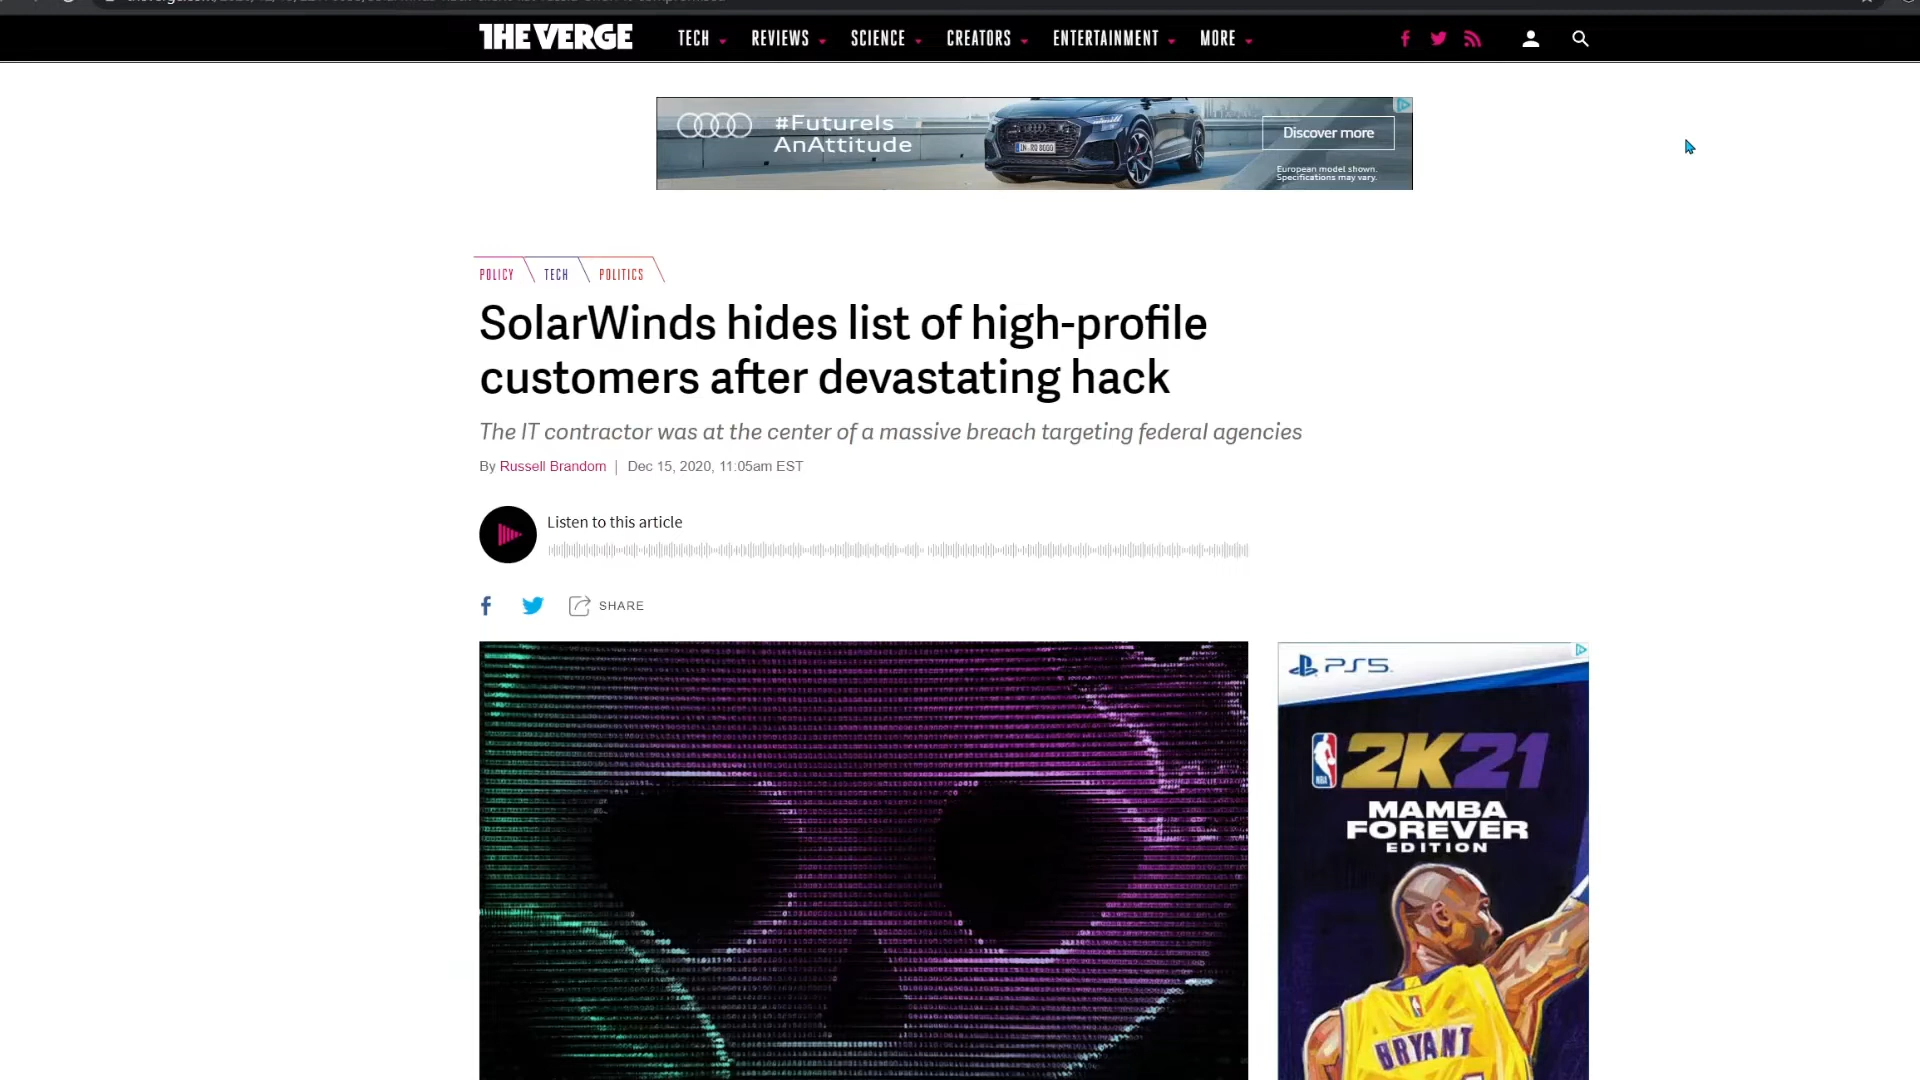 THE VERGE
TECH REVIEWS SCIENCE CREATORS ENTERTAINMENT MORE
#FutureIs
AnAttitude
Discover more
European model shown.
Specifications may vary.
POLICY TECH POLITICS
SolarWinds hides list of high-profile
customers after devastating hack
The IT contractor was at the center of a massive breach targeting federal agencies
By Russell Brandom | Dec 15, 2020, 11:05am EST
Listen to this article
SHARE
PS5
NBA 2K21
MAMBA
FOREVER
EDITION
BRYANT